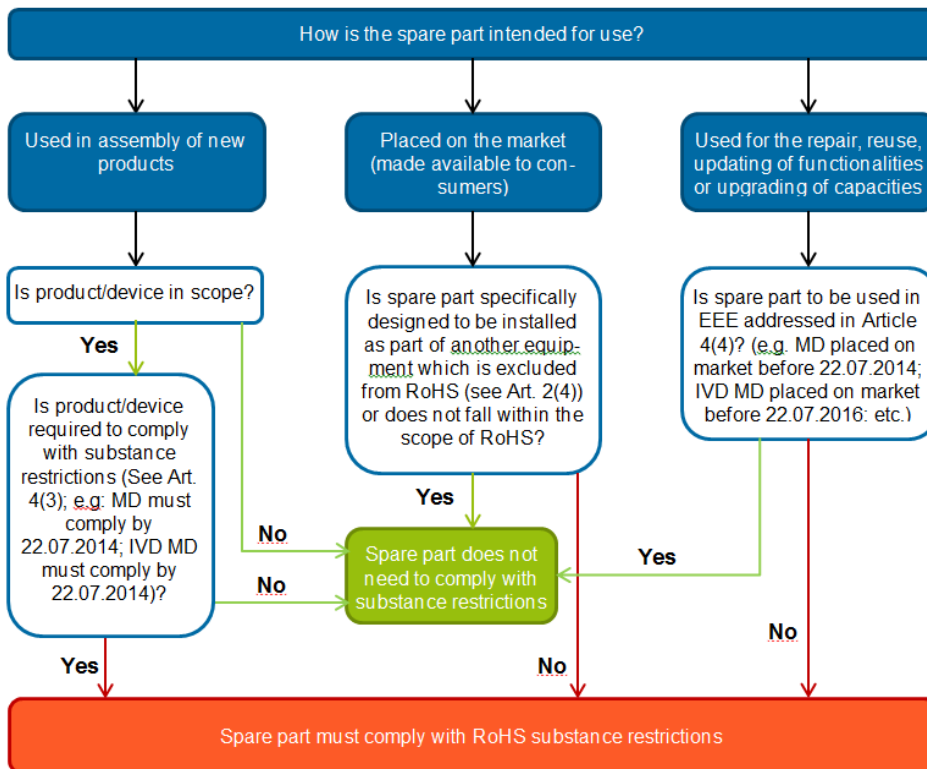 How is the spare part intended for use?
Used in assembly of new
products
Placed on the market
(made available to con-
sumers)
Used for the repair, reuse,
updating of functionalities
or upgrading of capacities
Is product/device in scope?
Yes
Is product/device
required to comply
with substance
restrictions (See Art.
4(3); e.g: MD must
comply by
22.07.2014; IVD MD
must comply by
22.07.2014)?
Is spare part specifically
designed to be installed
as part of another equip-
ment which is excluded
from RoHS (see Art. 2(4))
or does not fall within the
scope of RoHS?
Is spare part to be used in
EEE addressed in Article
4(4)? (e.g. MD placed on
market before 22.07.2014;
IVD MD placed on market
before 22.07.2016; etc.)
Yes
No
No
Spare part does not
need to comply with
substance restrictions
Yes
Yes
No
No
Spare part must comply with RoHS substance restrictions